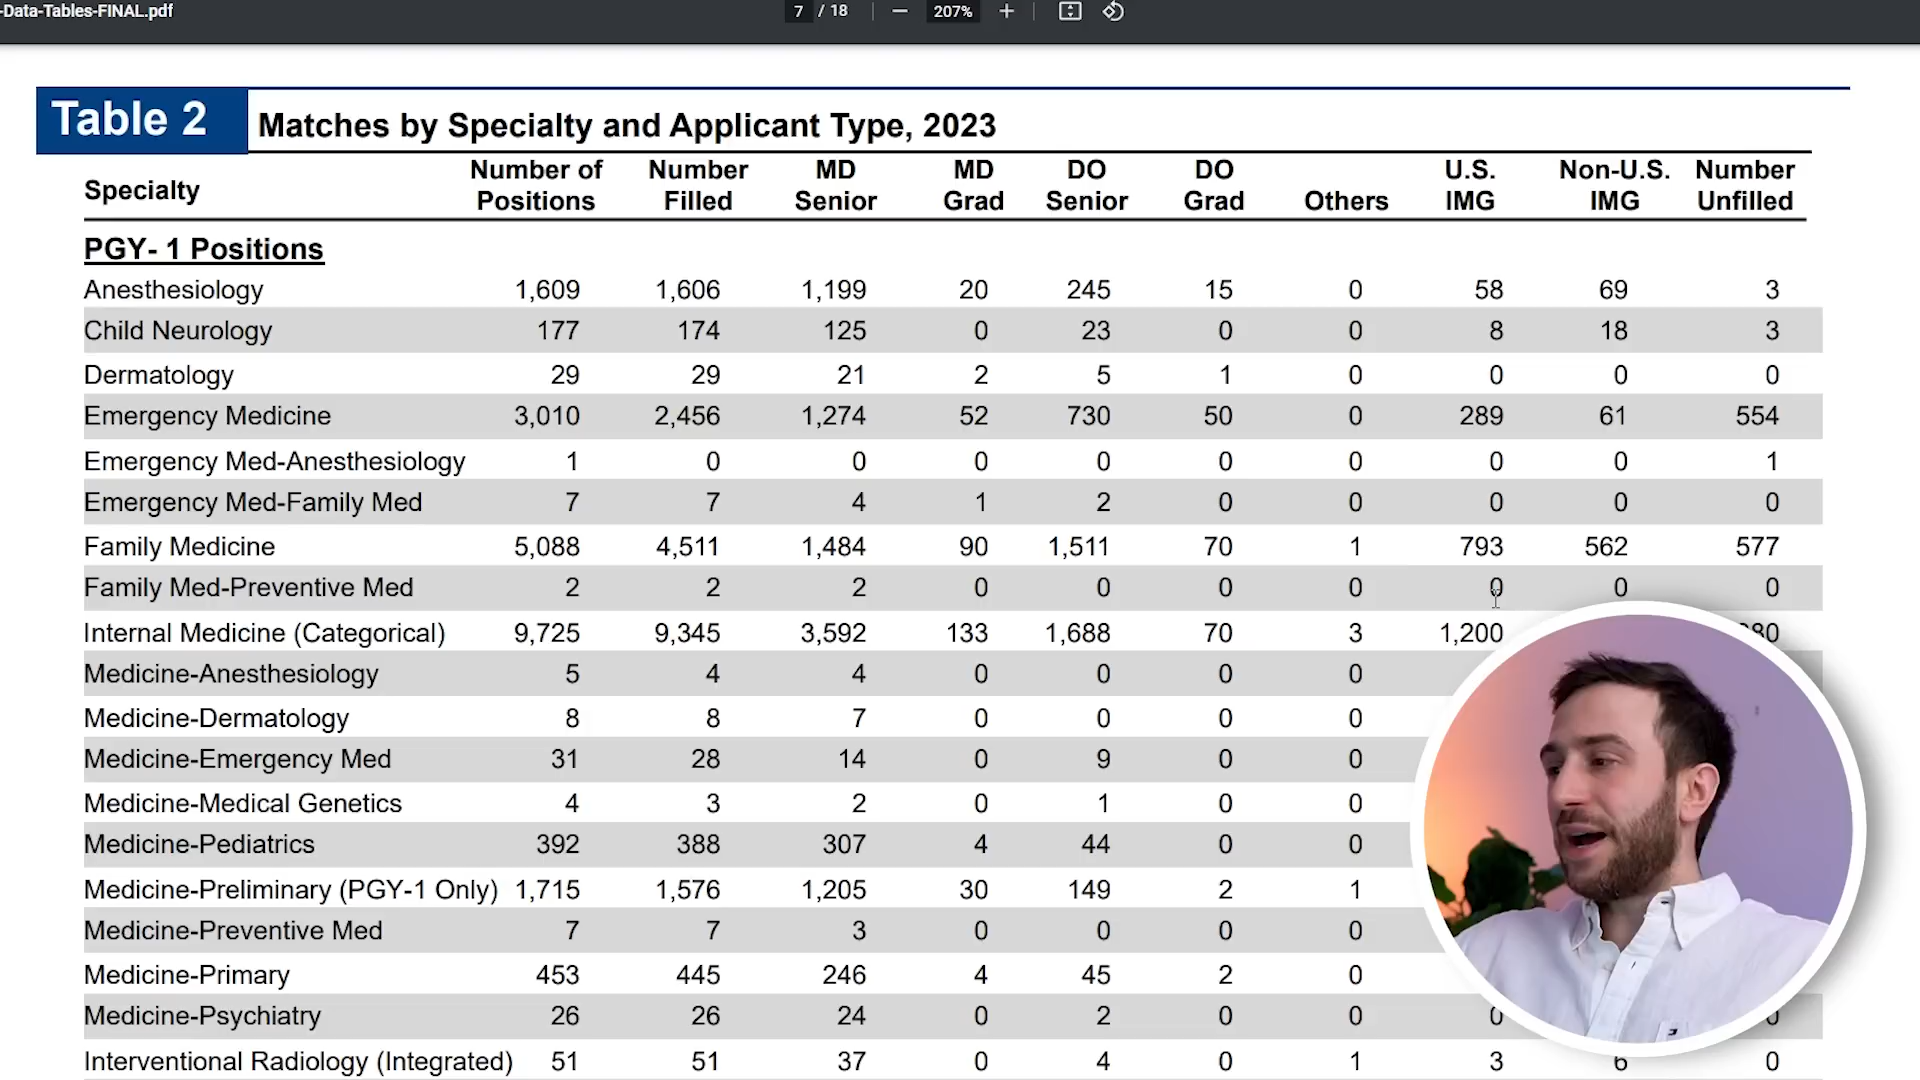 -Data-Tables-FINAL.pdf 7 / 18 207%
Table 2 Matches by Specialty and Applicant Type, 2023
Specialty Number of Positions Number Filled MD Senior MD Grad DO Senior DO Grad Others U.S. IMG Non-U.S. IMG Number Unfilled
PGY- 1 Positions
Anesthesiology 1,609 1,606 1,199 20 245 15 0 58 69 3
Child Neurology 177 174 125 0 23 0 0 8 18 3
Dermatology 29 29 21 2 5 1 0 0 0 0
Emergency Medicine 3,010 2,456 1,274 52 730 50 0 289 61 554
Emergency Med-Anesthesiology 1 0 0 0 0 0 0 0 0 1
Emergency Med-Family Med 7 7 4 1 2 0 0 0 0 0
Family Medicine 5,088 4,511 1,484 90 1,511 70 1 793 562 577
Family Med-Preventive Med 2 2 2 0 0 0 0 0 0 0
Internal Medicine (Categorical) 9,725 9,345 3,592 133 1,688 70 3 1,200
Medicine-Anesthesiology 5 4 4 0 0 0 0
Medicine-Dermatology 8 8 7 0 0 0 0
Medicine-Emergency Med 31 28 14 0 9 0 0
Medicine-Medical Genetics 4 3 2 0 1 0 0
Medicine-Pediatrics 392 388 307 4 44 0 0
Medicine-Preliminary (PGY-1 Only) 1,715 1,576 1,205 30 149 2 1
Medicine-Preventive Med 7 7 3 0 0 0 0
Medicine-Primary 453 445 246 4 45 2 0
Medicine-Psychiatry 26 26 24 0 2 0 0 0 0
Interventional Radiology (Integrated) 51 51 37 0 4 0 1 3 6 0